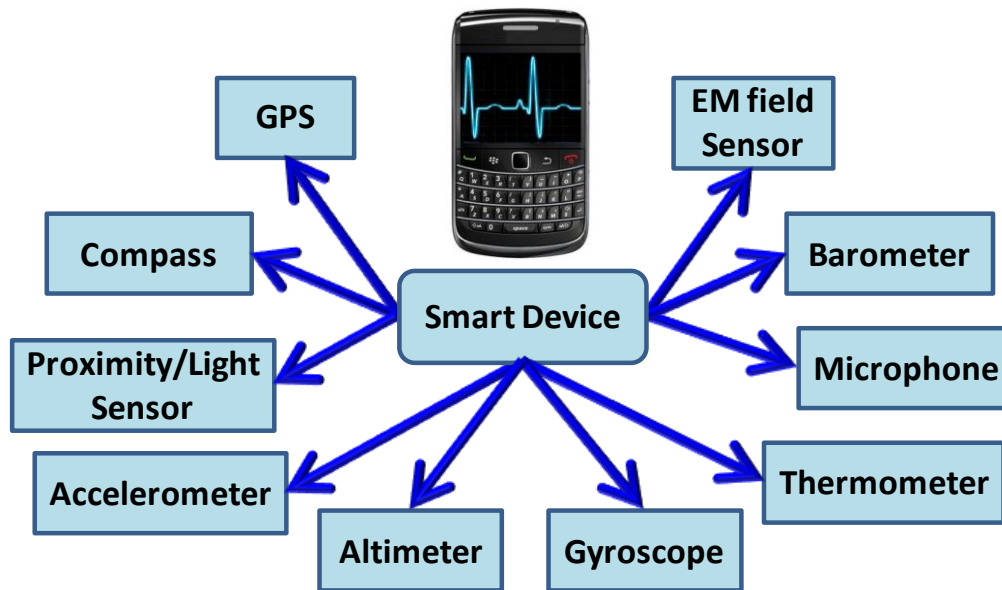 GPS
EM field
Sensor
Compass
Barometer
Smart Device
Proximity/Light
Sensor
Microphone
Accelerometer
Thermometer
Altimeter
Gyroscope